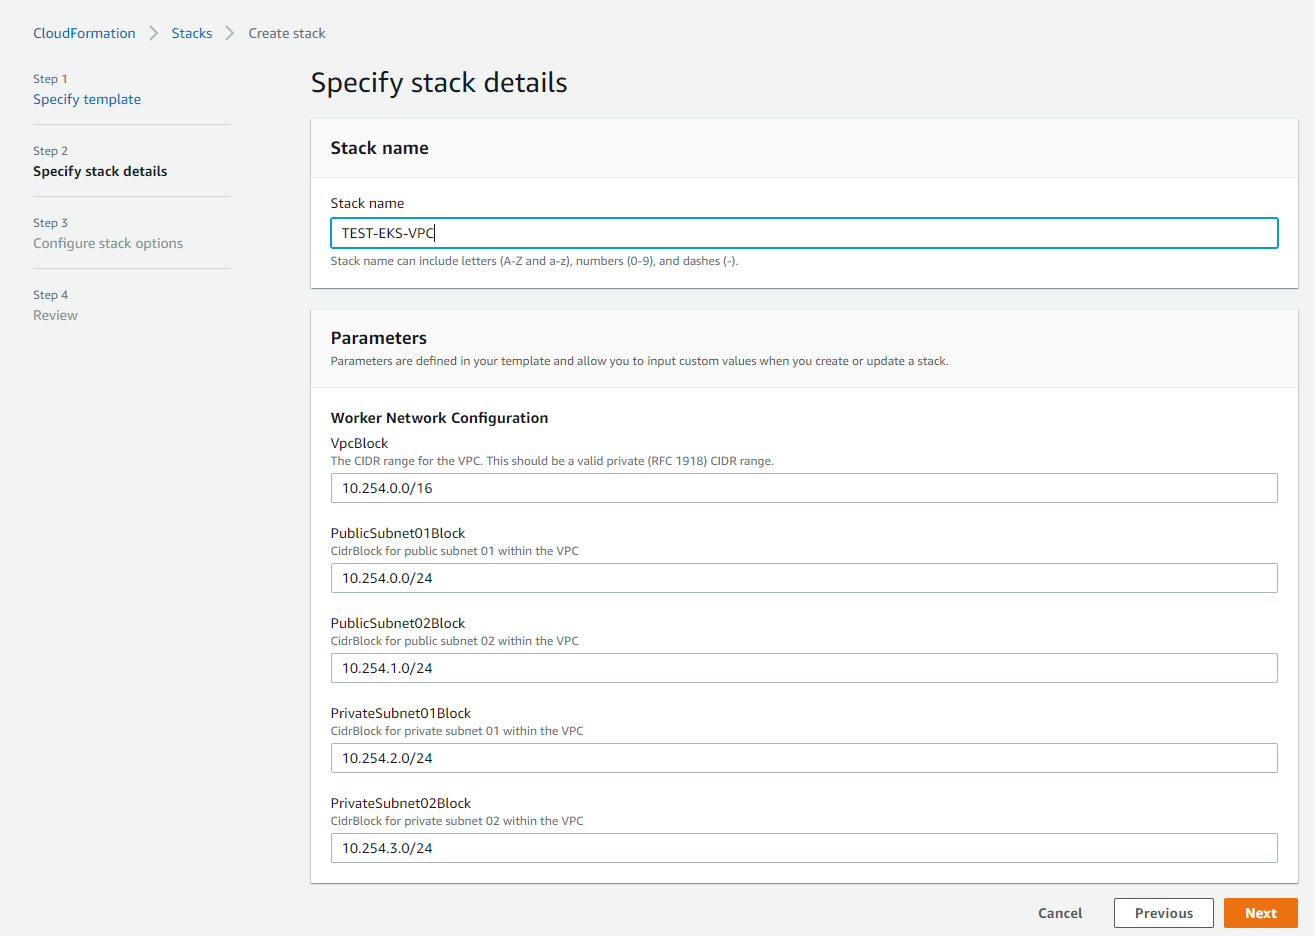 CloudFormation > Stacks > Create stack
Step 1
Specify template
Step 2
Specify stack details
Step 3
Configure stack options
Step 4
Review
Specify stack details
Stack name
Stack name
TEST-EKS-VPC
Stack name can include letters (A-Z and a-z), numbers (0-9), and dashes (-).
Parameters
Parameters are defined in your template and allow you to input custom values when you create or update a stack.
Worker Network Configuration
VpcBlock
The CIDR range for the VPC. This should be a valid private (RFC 1918) CIDR range.
10.254.0.0/16
PublicSubnet01Block
CidrBlock for public subnet 01 within the VPC
10.254.0.0/24
PublicSubnet02Block
CidrBlock for public subnet 02 within the VPC
10.254.1.0/24
PrivateSubnet01Block
CidrBlock for private subnet 01 within the VPC
10.254.2.0/24
PrivateSubnet02Block
CidrBlock for private subnet 02 within the VPC
10.254.3.0/24
Cancel Previous Next